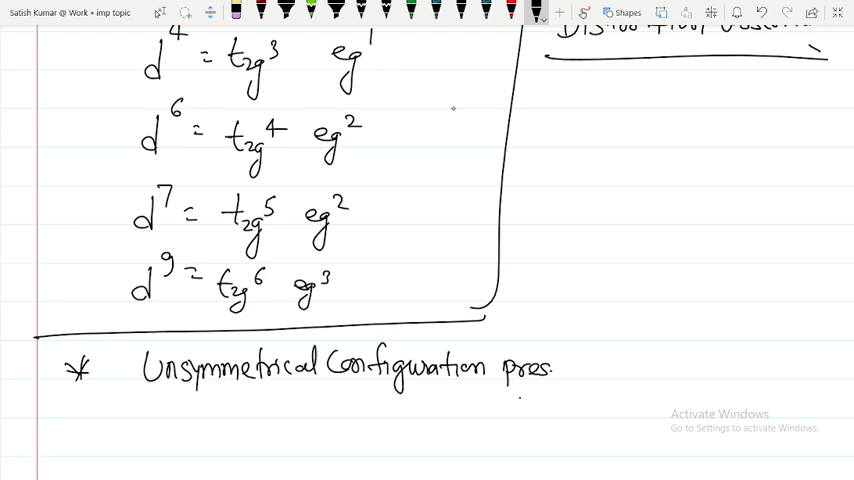 Satish Kumar @ Work » imp topic
Shapes
d⁴ = t₂g³ eg¹
d⁶ = t₂g⁴ eg²
d⁷ = t₂g⁵ eg²
d⁹ = t₂g⁶ eg³
* Unsymmetrical Configuration pres.
Activate Windows
Go to Settings to activate Windows.